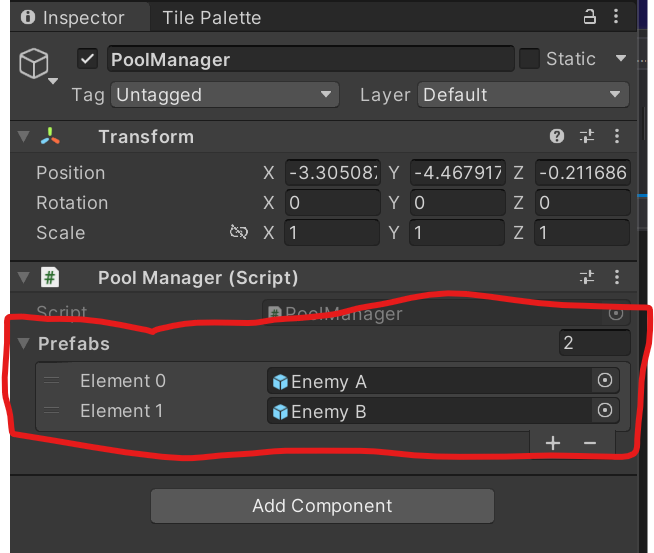 Inspector Tile Palette
PoolManager Static
Tag Untagged Layer Default
Transform
Position X -3.305087 Y -4.467917 Z -0.211686
Rotation X 0 Y 0 Z 0
Scale X 1 Y 1 Z 1
# Pool Manager (Script)
Script # PoolManager
Prefabs 2
Element 0 Enemy A
Element 1 Enemy B
+ −
Add Component